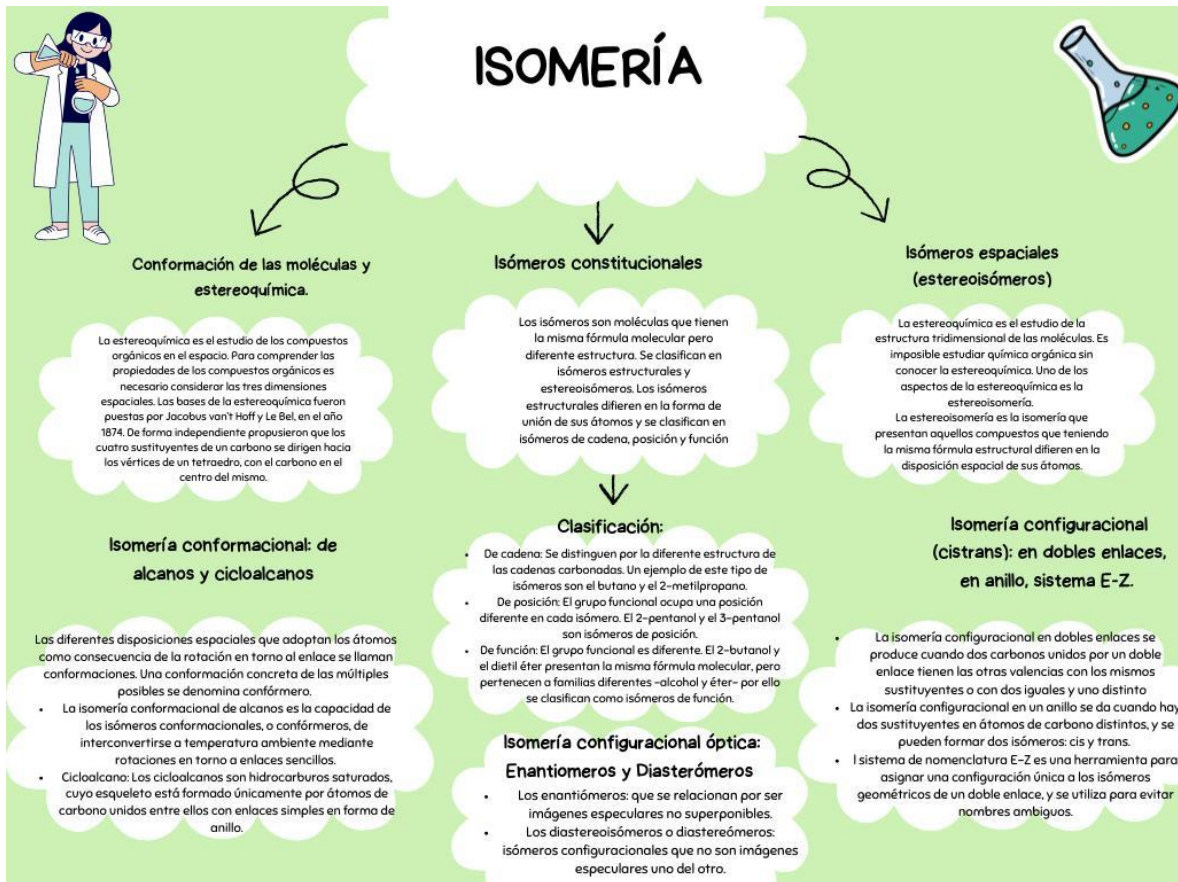 ISOMERÍA
Conformación de las moléculas y
estereoquímica.
La estereoquímica es el estudio de los compuestos
orgánicos en el espacio. Para comprender las
propiedades de los compuestos orgánicos es
necesario considerar las tres dimensiones
espaciales. Las bases de la estereoquímica fueron
puestas por Jacobus van't Hoff y Le Bel, en el año
1874. De forma independiente propusieron que los
cuatro sustituyentes de un carbono se dirigen hacia
los vértices de un tetraedro, con el carbono en el
centro del mismo.
Isomería conformacional: de
alcanos y cicloalcanos
Las diferentes disposiciones espaciales que adoptan los átomos
como consecuencia de la rotación en torno al enlace se llaman
conformaciones. Una conformación concreta de las múltiples
posibles se denomina confórmero.
• La isomería conformacional de alcanos es la capacidad
de los isómeros conformacionales, o confórmeros, de
interconvertirse a temperatura ambiente mediante
rotaciones en torno a enlaces sencillos.
• Cicloalcano: Los cicloalcanos son hidrocarburos saturados,
cuyo esqueleto está formado únicamente por átomos de
carbono unidos entre ellos con enlaces simples en forma de
anillo.
Isómeros constitucionales
Los isómeros son moléculas que tienen
la misma fórmula molecular pero
diferente estructura. Se clasifican en
isómeros estructurales y
estereoisómeros. Los isómeros
estructurales difieren en la forma de
unión de sus átomos y se clasifican en
isómeros de cadena, posición y función
Clasificación:
• De cadena: Se distinguen por la diferente estructura de
las cadenas carbonadas. Un ejemplo de este tipo de
isómeros son el butano y el 2-metilpropano.
• De posición: El grupo funcional ocupa una posición
diferente en cada isómero. El 2-pentanol y el 3-pentanol
son isómeros de posición.
• De función: El grupo funcional es diferente. El 2-butanol y
el dietil éter presentan la misma fórmula molecular, pero
pertenecen a familias diferentes -alcohol y éter- por ello
se clasifican como isómeros de función.
Isomería configuracional óptica:
Enantiomeros y Diasterómeros
• Los enantiómeros: que se relacionan por ser
imágenes especulares no superponibles.
• Los diastereoisómeros o diastereómeros:
isómeros configuracionales que no son imágenes
especulares uno del otro.
Isómeros espaciales
(estereoisómeros)
La estereoquímica es el estudio de la
estructura tridimensional de las moléculas. Es
imposible estudiar química orgánica sin
conocer la estereoquímica. Uno de los
aspectos de la estereoquímica es la
estereoisomería.
La estereoisomería es la isomería que
presentan aquellos compuestos que teniendo
la misma fórmula estructural difieren en la
disposición espacial de sus átomos.
Isomería configuracional
(cistrans): en dobles enlaces,
en anillo, sistema E-Z.
• La isomería configuracional en dobles enlaces se
produce cuando dos carbonos unidos por un doble
enlace tienen las otras valencias con los mismos
sustituyentes o con dos iguales y uno distinto
• La isomería configuracional en un anillo se da cuando hay
dos sustituyentes en átomos de carbono distintos, y se
pueden formar dos isómeros: cis y trans.
• l sistema de nomenclatura E-Z es una herramienta para
asignar una configuración única a los isómeros
geométricos de un doble enlace, y se utiliza para evitar
nombres ambiguos.